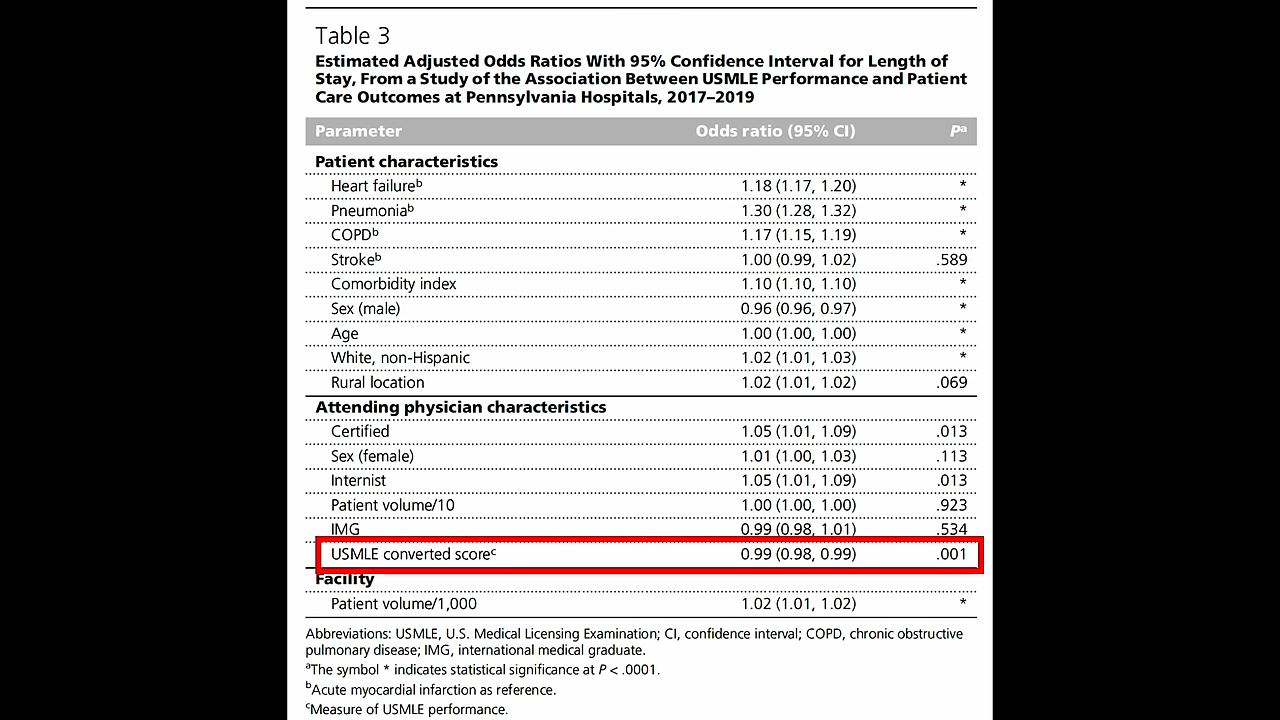 Table 3
Estimated Adjusted Odds Ratios With 95% Confidence Interval for Length of
Stay, From a Study of the Association Between USMLE Performance and Patient
Care Outcomes at Pennsylvania Hospitals, 2017–2019
Parameter Odds ratio (95% CI) Pᵃ
Patient characteristics
Heart failureᵇ 1.18 (1.17, 1.20) *
Pneumoniaᵇ 1.30 (1.28, 1.32) *
COPDᵇ 1.17 (1.15, 1.19) *
Strokeᵇ 1.00 (0.99, 1.02) .589
Comorbidity index 1.10 (1.10, 1.10) *
Sex (male) 0.96 (0.96, 0.97) *
Age 1.00 (1.00, 1.00) *
White, non-Hispanic 1.02 (1.01, 1.03) *
Rural location 1.02 (1.01, 1.02) .069
Attending physician characteristics
Certified 1.05 (1.01, 1.09) .013
Sex (female) 1.01 (1.00, 1.03) .113
Internist 1.05 (1.01, 1.09) .013
Patient volume/10 1.00 (1.00, 1.00) .923
IMG 0.99 (0.98, 1.01) .534
USMLE converted scoreᶜ 0.99 (0.98, 0.99) .001
Facility
Patient volume/1,000 1.02 (1.01, 1.02) *
Abbreviations: USMLE, U.S. Medical Licensing Examination; CI, confidence interval; COPD, chronic obstructive
pulmonary disease; IMG, international medical graduate.
ᵃThe symbol * indicates statistical significance at P < .0001.
ᵇAcute myocardial infarction as reference.
ᶜMeasure of USMLE performance.